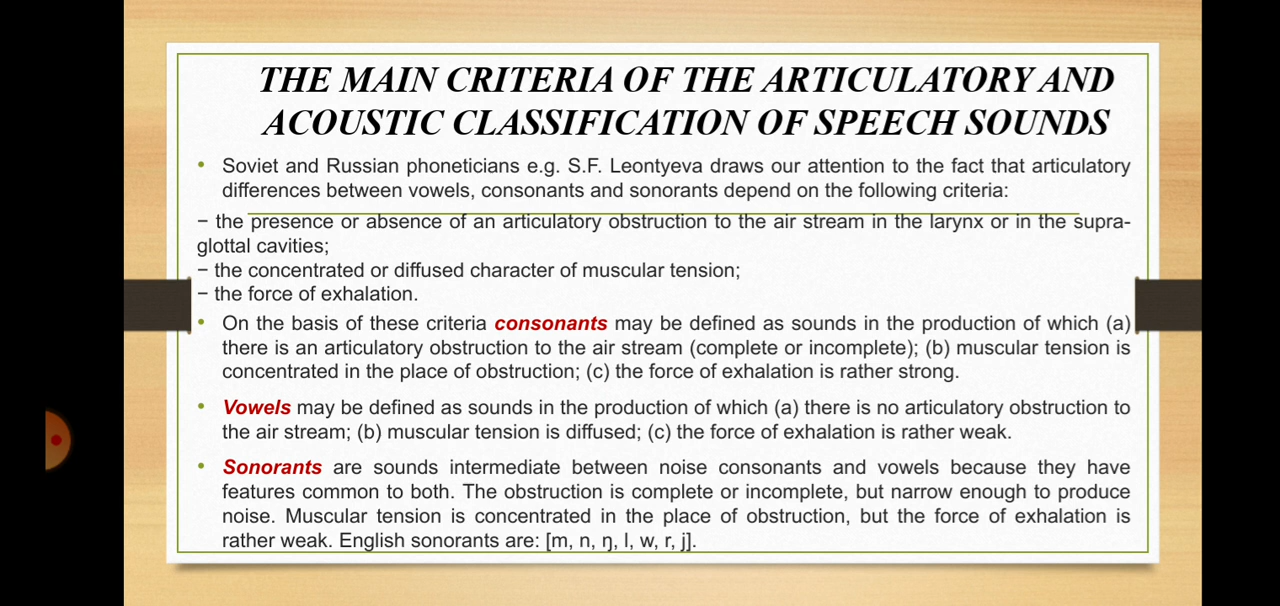 THE MAIN CRITERIA OF THE ARTICULATORY AND
ACOUSTIC CLASSIFICATION OF SPEECH SOUNDS
• Soviet and Russian phoneticians e.g. S.F. Leontyeva draws our attention to the fact that articulatory
differences between vowels, consonants and sonorants depend on the following criteria:
− the presence or absence of an articulatory obstruction to the air stream in the larynx or in the supra-
glottal cavities;
− the concentrated or diffused character of muscular tension;
− the force of exhalation.
• On the basis of these criteria consonants may be defined as sounds in the production of which (a)
there is an articulatory obstruction to the air stream (complete or incomplete); (b) muscular tension is
concentrated in the place of obstruction; (c) the force of exhalation is rather strong.
• Vowels may be defined as sounds in the production of which (a) there is no articulatory obstruction to
the air stream; (b) muscular tension is diffused; (c) the force of exhalation is rather weak.
• Sonorants are sounds intermediate between noise consonants and vowels because they have
features common to both. The obstruction is complete or incomplete, but narrow enough to produce
noise. Muscular tension is concentrated in the place of obstruction, but the force of exhalation is
rather weak. English sonorants are: [m, n, ŋ, l, w, r, j].